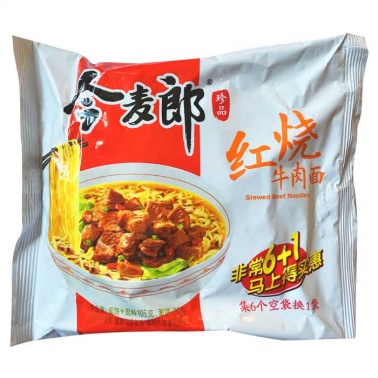 今麦郎®
珍品
红烧
牛肉面
Stewed Beef Noodles
非常6+1
马上得实惠
集6个空袋换1袋